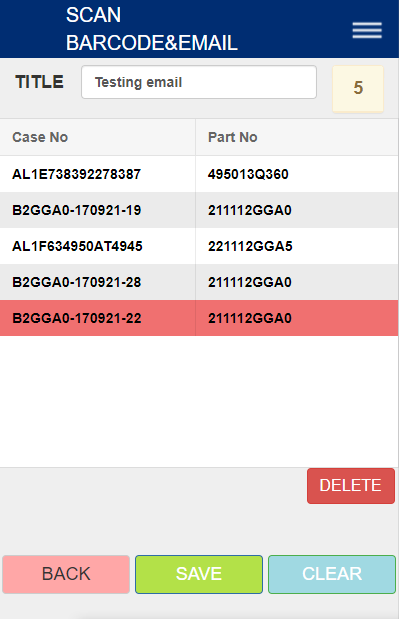 SCAN
BARCODE&EMAIL
TITLE Testing email 5
Case No Part No
AL1E738392278387 495013Q360
B2GGA0-170921-19 211112GGA0
AL1F634950AT4945 221112GGA5
B2GGA0-170921-28 211112GGA0
B2GGA0-170921-22 211112GGA0
DELETE
BACK SAVE CLEAR